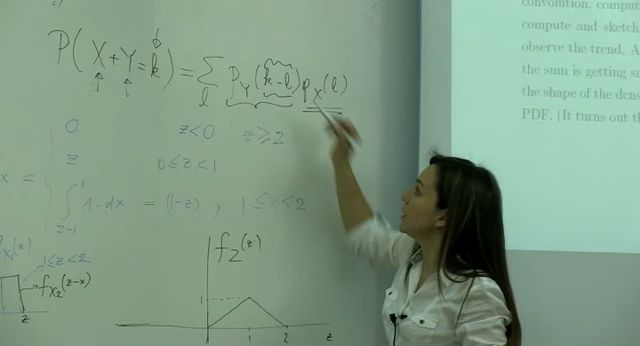 P(X+Y=k) = ∑ₗ p_Y(k-l) p_X(l)
0 z<0 z≥2
x = z 0≤z<1
∫_{z-1}^{1} 1.dx = (1-z) , 1≤z<2
1≤z<2
f_{X₂}(z-x)
z
f_Z(z)
1
1 2 z
convolution, comput
compute and sketch
observe the trend. A
the sum is getting s
the shape of the dens
PDF. (It turns out th